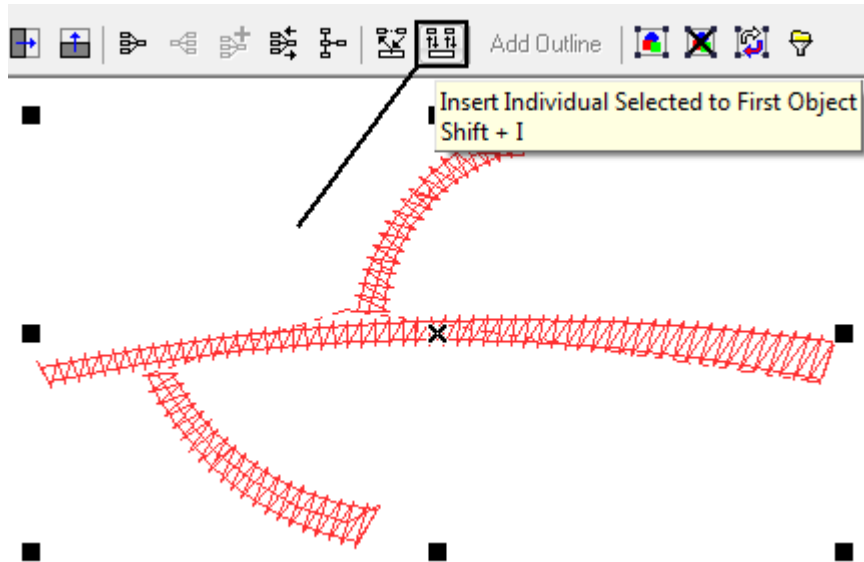 Add Outline
Insert Individual Selected to First Object
Shift + I